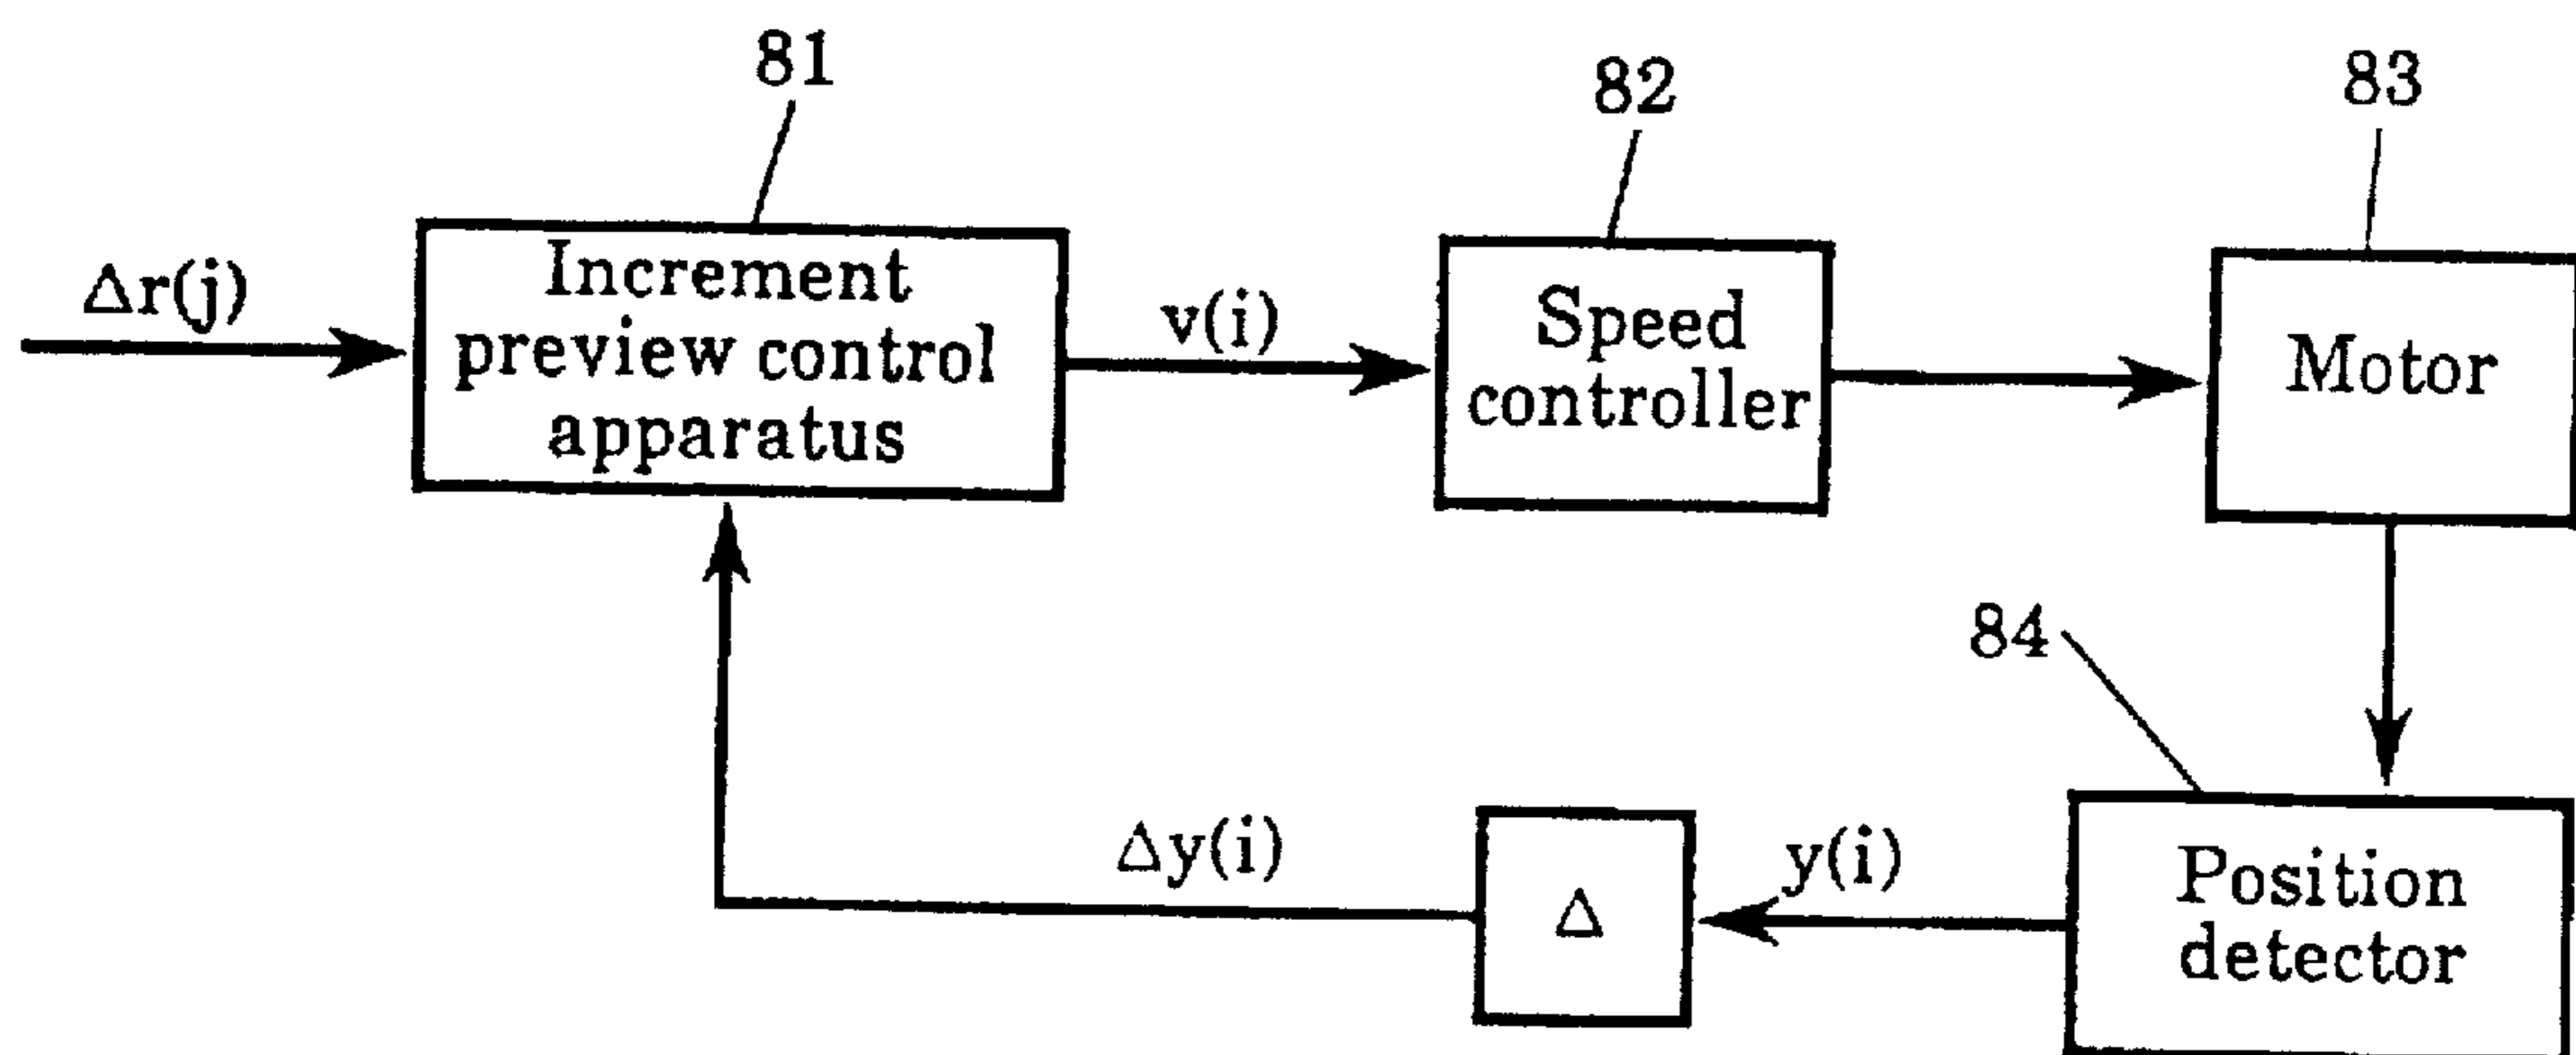 81
82
83
Δr(j)
Increment
preview control
apparatus
v(i)
Speed
controller
Motor
84
Δy(i)
Δ
y(i)
Position
detector